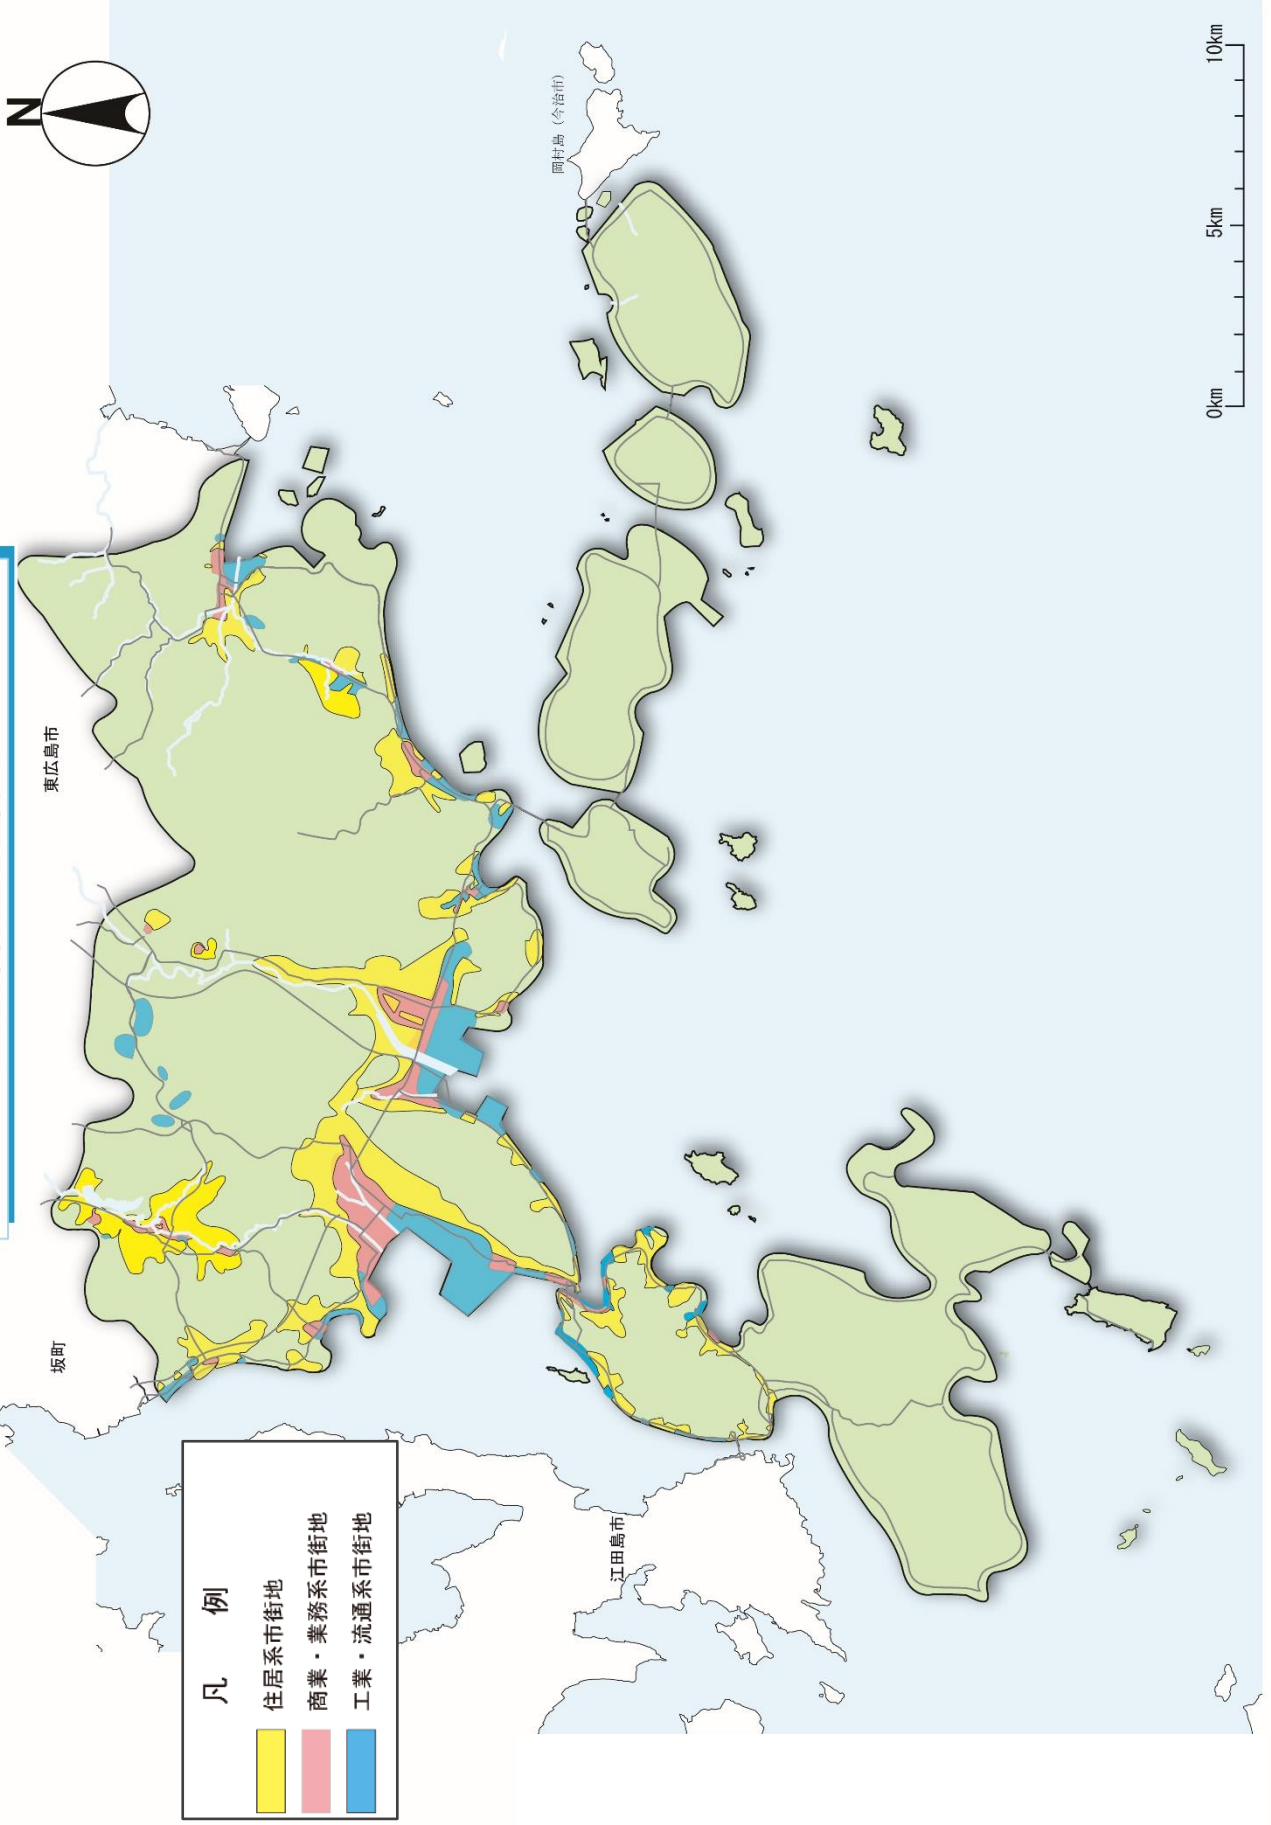 N
岡村島（今治市）
東広島市
坂町
江田島市
凡　例
住居系市街地
商業・業務系市街地
工業・流通系市街地
0km 5km 10km